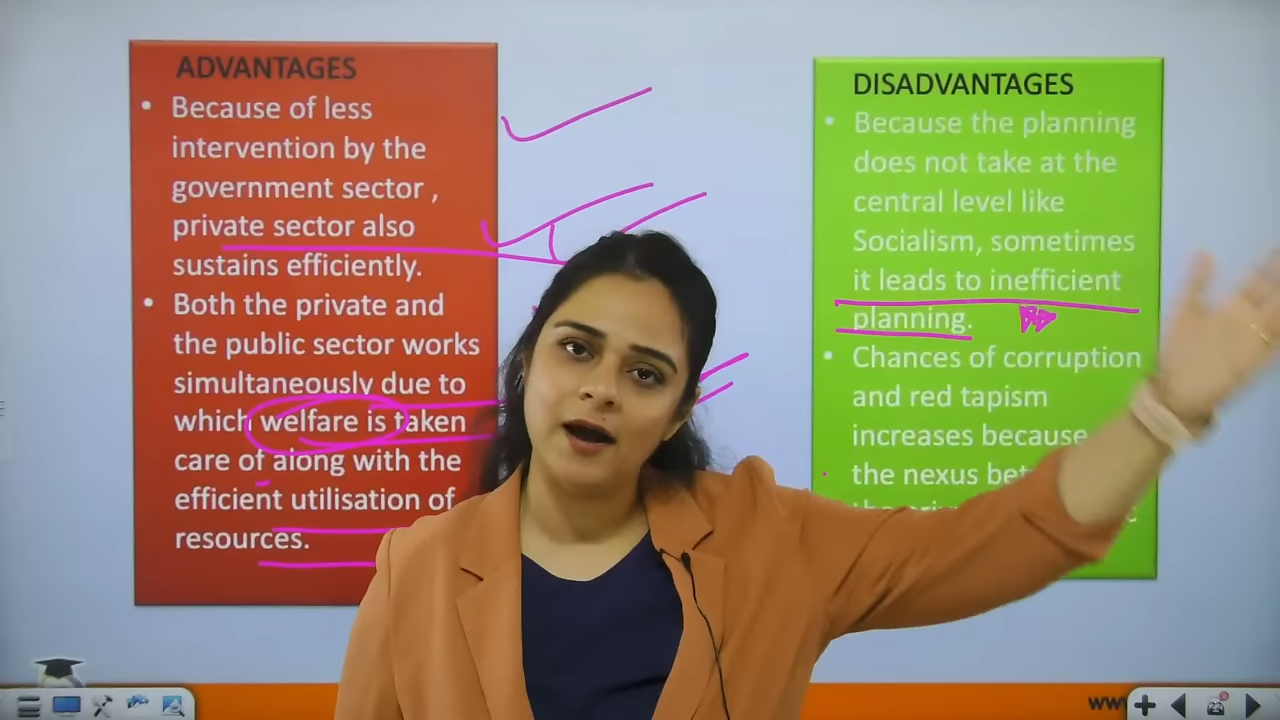 ADVANTAGES
• Because of less
intervention by the
government sector ,
private sector also
sustains efficiently.
• Both the private and
the public sector works
simultaneously due to
which welfare is taken
care of along with the
efficient utilisation of
resources.
DISADVANTAGES
• Because the planning
does not take at the
central level like
Socialism, sometimes
it leads to inefficient
planning.
• Chances of corruption
and red tapism
increases because
the nexus